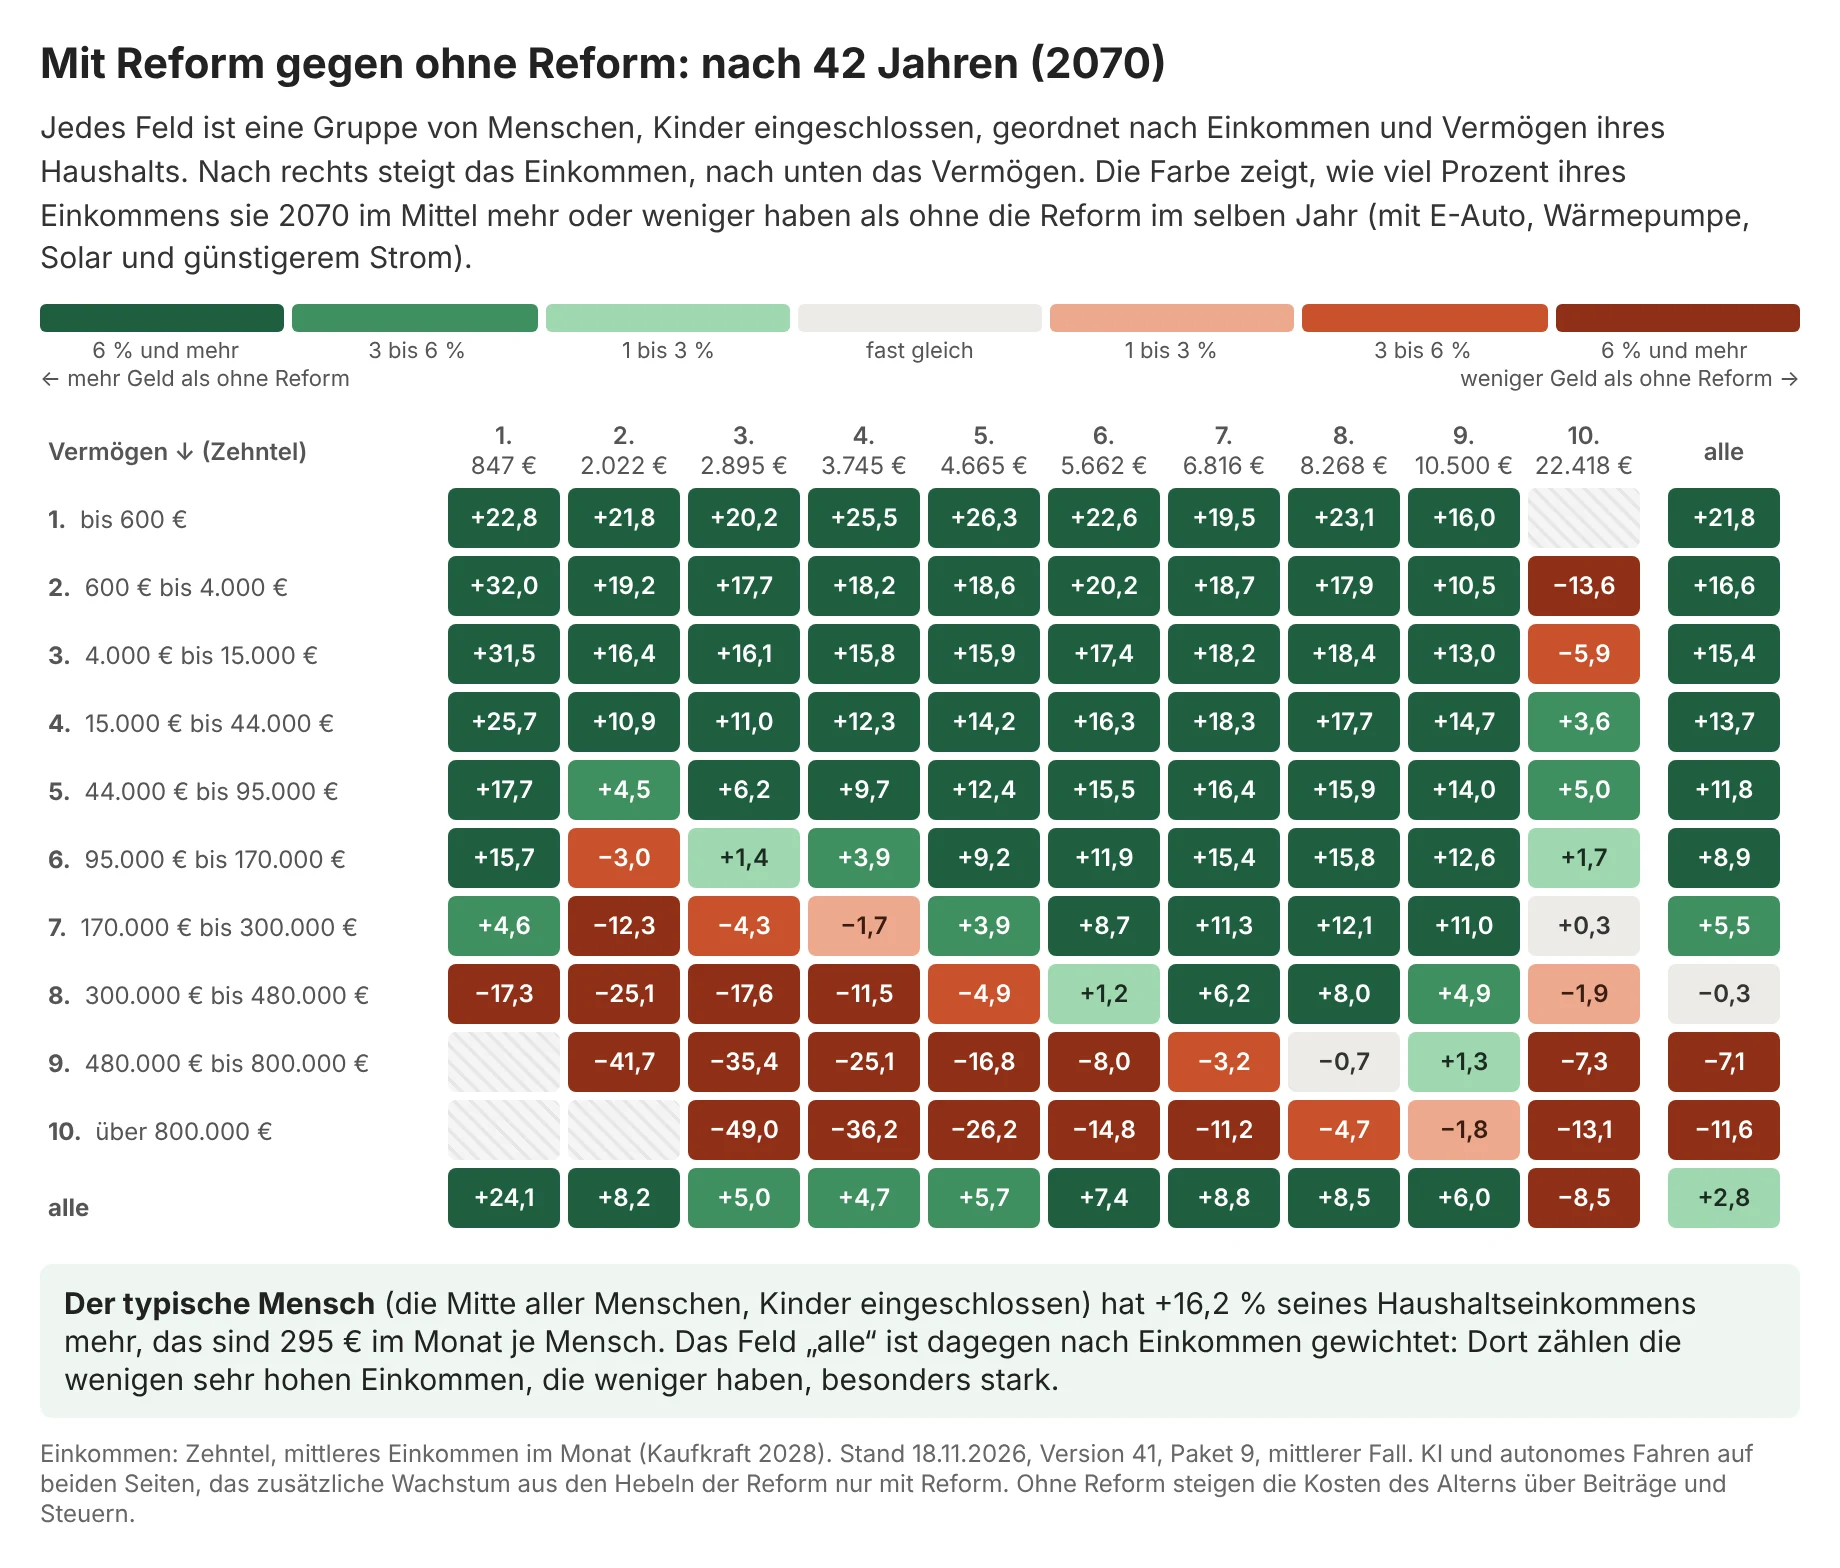 Mit Reform gegen ohne Reform: nach 42 Jahren (2070)
Jedes Feld ist eine Gruppe von Menschen, Kinder eingeschlossen, geordnet nach Einkommen und Vermögen ihres
Haushalts. Nach rechts steigt das Einkommen, nach unten das Vermögen. Die Farbe zeigt, wie viel Prozent ihres
Einkommens sie 2070 im Mittel mehr oder weniger haben als ohne die Reform im selben Jahr (mit E-Auto, Wärmepumpe,
Solar und günstigerem Strom).
6 % und mehr 3 bis 6 % 1 bis 3 % fast gleich 1 bis 3 % 3 bis 6 % 6 % und mehr
← mehr Geld als ohne Reform weniger Geld als ohne Reform →
Vermögen ↓ (Zehntel) 1. 2. 3. 4. 5. 6. 7. 8. 9. 10. alle
847 € 2.022 € 2.895 € 3.745 € 4.665 € 5.662 € 6.816 € 8.268 € 10.500 € 22.418 €
1. bis 600 € +22,8 +21,8 +20,2 +25,5 +26,3 +22,6 +19,5 +23,1 +16,0 +21,8
2. 600 € bis 4.000 € +32,0 +19,2 +17,7 +18,2 +18,6 +20,2 +18,7 +17,9 +10,5 −13,6 +16,6
3. 4.000 € bis 15.000 € +31,5 +16,4 +16,1 +15,8 +15,9 +17,4 +18,2 +18,4 +13,0 −5,9 +15,4
4. 15.000 € bis 44.000 € +25,7 +10,9 +11,0 +12,3 +14,2 +16,3 +18,3 +17,7 +14,7 +3,6 +13,7
5. 44.000 € bis 95.000 € +17,7 +4,5 +6,2 +9,7 +12,4 +15,5 +16,4 +15,9 +14,0 +5,0 +11,8
6. 95.000 € bis 170.000 € +15,7 −3,0 +1,4 +3,9 +9,2 +11,9 +15,4 +15,8 +12,6 +1,7 +8,9
7. 170.000 € bis 300.000 € +4,6 −12,3 −4,3 −1,7 +3,9 +8,7 +11,3 +12,1 +11,0 +0,3 +5,5
8. 300.000 € bis 480.000 € −17,3 −25,1 −17,6 −11,5 −4,9 +1,2 +6,2 +8,0 +4,9 −1,9 −0,3
9. 480.000 € bis 800.000 € −41,7 −35,4 −25,1 −16,8 −8,0 −3,2 −0,7 +1,3 −7,3 −7,1
10. über 800.000 € −49,0 −36,2 −26,2 −14,8 −11,2 −4,7 −1,8 −13,1 −11,6
alle +24,1 +8,2 +5,0 +4,7 +5,7 +7,4 +8,8 +8,5 +6,0 −8,5 +2,8
Der typische Mensch (die Mitte aller Menschen, Kinder eingeschlossen) hat +16,2 % seines Haushaltseinkommens
mehr, das sind 295 € im Monat je Mensch. Das Feld „alle“ ist dagegen nach Einkommen gewichtet: Dort zählen die
wenigen sehr hohen Einkommen, die weniger haben, besonders stark.
Einkommen: Zehntel, mittleres Einkommen im Monat (Kaufkraft 2028). Stand 18.11.2026, Version 41, Paket 9, mittlerer Fall. KI und autonomes Fahren auf
beiden Seiten, das zusätzliche Wachstum aus den Hebeln der Reform nur mit Reform. Ohne Reform steigen die Kosten des Alterns über Beiträge und
Steuern.